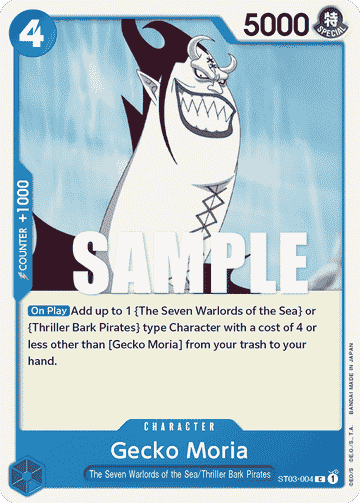 4
5000
特
SPECIAL
COUNTER +1000
SAMPLE
On Play Add up to 1 {The Seven Warlords of the Sea} or
{Thriller Bark Pirates} type Character with a cost of 4 or
less other than [Gecko Moria] from your trash to your
hand.
CHARACTER
Gecko Moria
The Seven Warlords of the Sea/Thriller Bark Pirates
ST03-004 C 1
©E.O./S., T.A. BANDAI MADE IN JAPAN